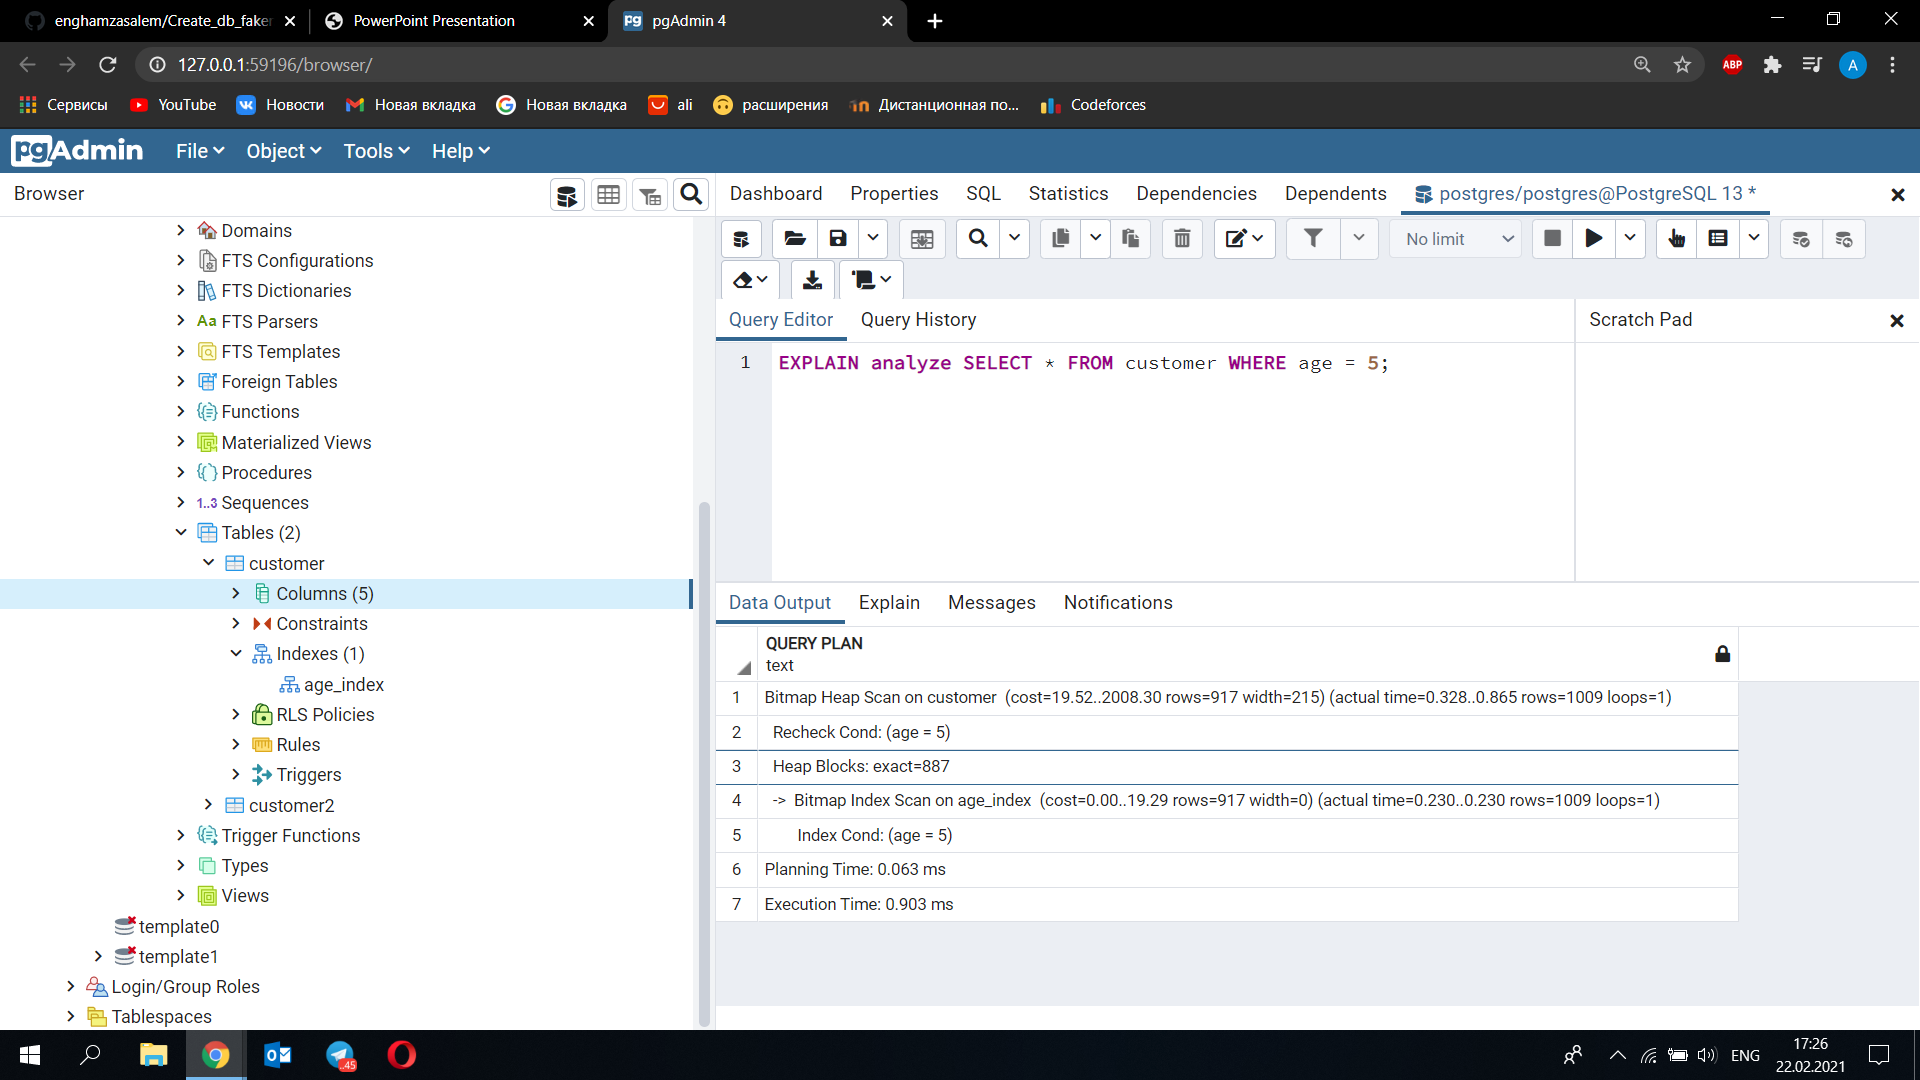 enghamzasalem/Create_db_faker
PowerPoint Presentation
pgAdmin 4
127.0.0.1:59196/browser/
ABP
A
Сервисы
YouTube
Новости
Новая вкладка
Новая вкладка
ali
расширения
Дистанционная по...
Codeforces
pgAdmin
File
Object
Tools
Help
Browser
Dashboard
Properties
SQL
Statistics
Dependencies
Dependents
postgres/postgres@PostgreSQL 13 *
No limit
Domains
FTS Configurations
FTS Dictionaries
Aa FTS Parsers
FTS Templates
Foreign Tables
Functions
Materialized Views
Procedures
1..3 Sequences
Tables (2)
customer
Columns (5)
Constraints
Indexes (1)
age_index
RLS Policies
Rules
Triggers
customer2
Trigger Functions
Types
Views
template0
template1
Login/Group Roles
Tablespaces
Query Editor
Query History
Scratch Pad
1 EXPLAIN analyze SELECT * FROM customer WHERE age = 5;
Data Output
Explain
Messages
Notifications
QUERY PLAN
text
1 Bitmap Heap Scan on customer (cost=19.52..2008.30 rows=917 width=215) (actual time=0.328..0.865 rows=1009 loops=1)
2 Recheck Cond: (age = 5)
3 Heap Blocks: exact=887
4 -> Bitmap Index Scan on age_index (cost=0.00..19.29 rows=917 width=0) (actual time=0.230..0.230 rows=1009 loops=1)
5 Index Cond: (age = 5)
6 Planning Time: 0.063 ms
7 Execution Time: 0.903 ms
45
ENG
17:26
22.02.2021